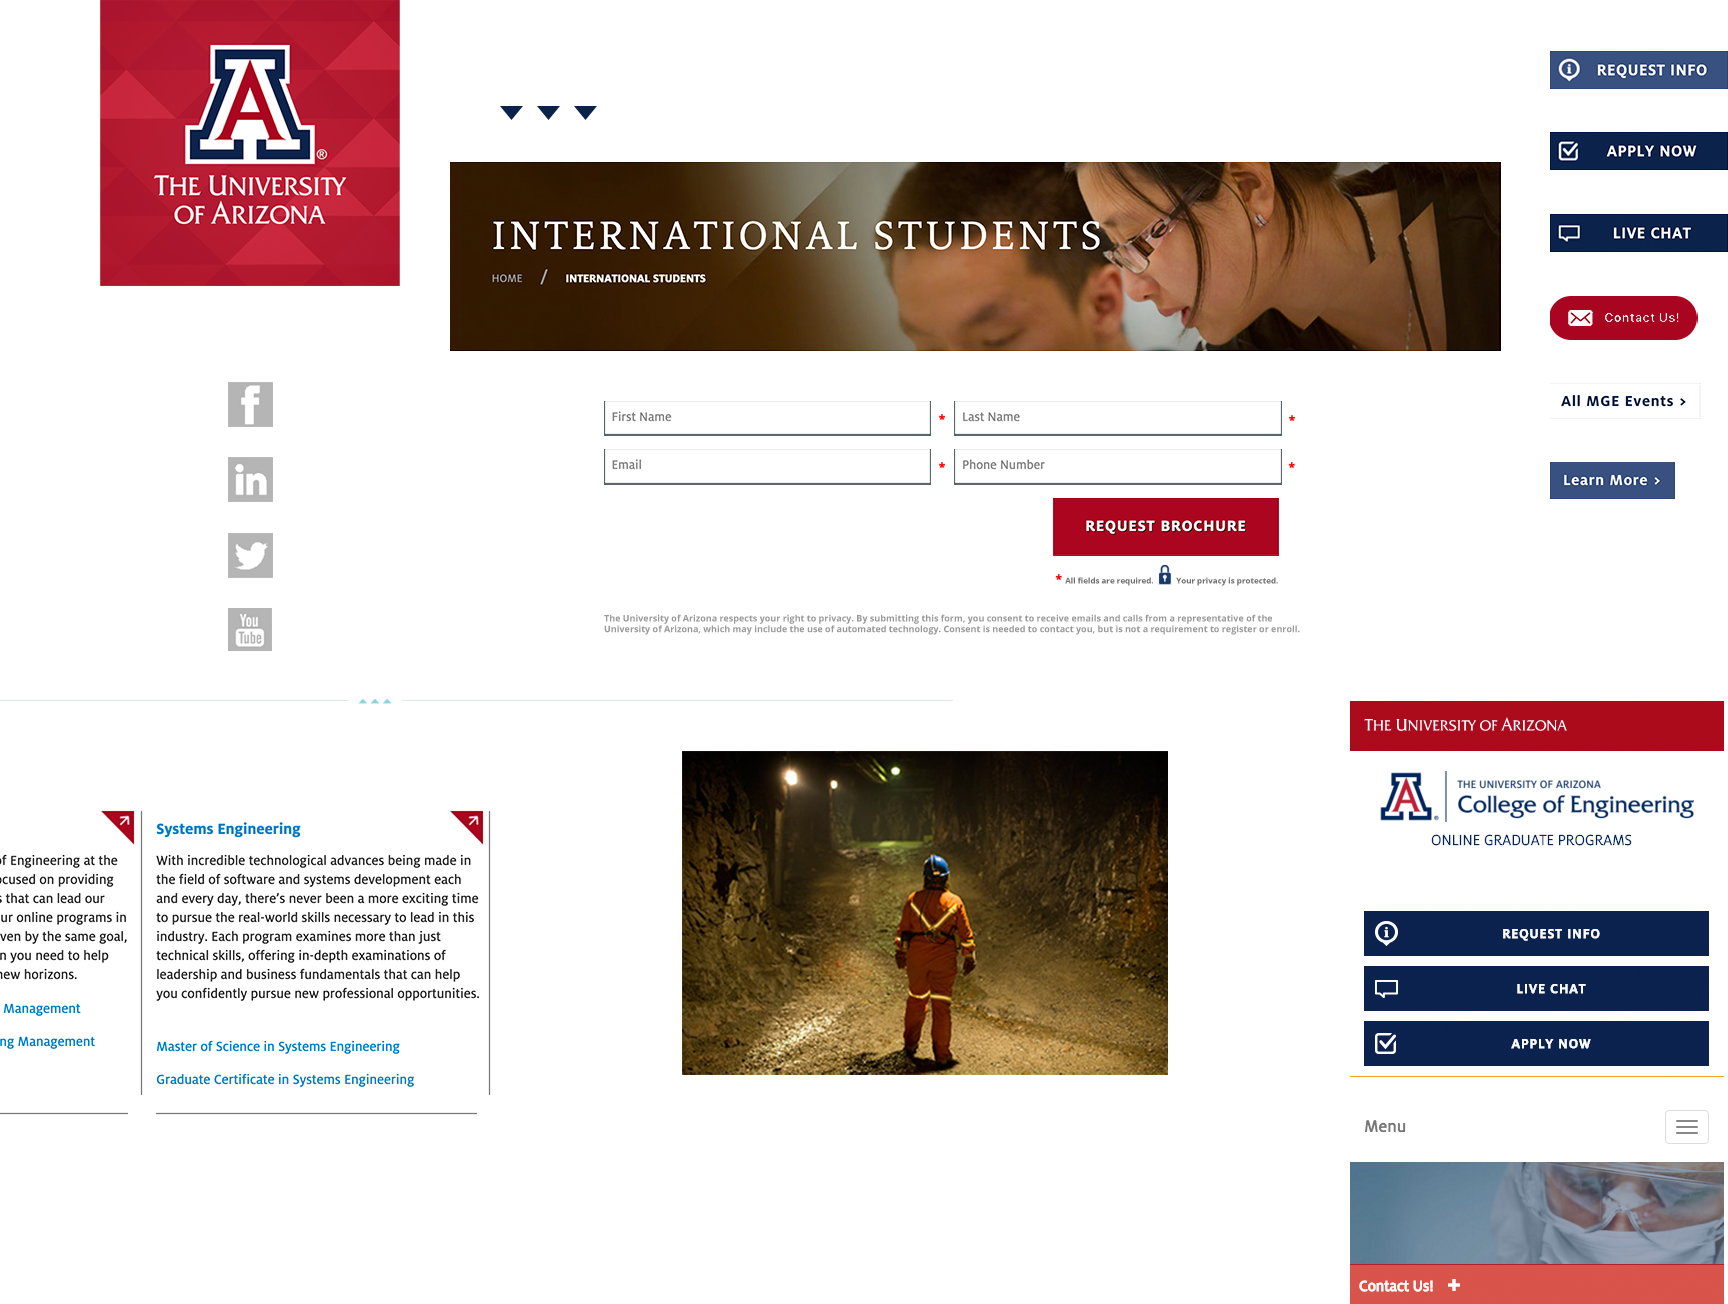 A®
THE UNIVERSITY
OF ARIZONA
INTERNATIONAL STUDENTS
HOME / INTERNATIONAL STUDENTS
REQUEST INFO
APPLY NOW
LIVE CHAT
Contact Us!
All MGE Events >
Learn More >
f
in
You
Tube
First Name *
Last Name *
Email *
Phone Number *
REQUEST BROCHURE
* All fields are required. Your privacy is protected.
The University of Arizona respects your right to privacy. By submitting this form, you consent to receive emails and calls from a representative of the
University of Arizona, which may include the use of automated technology. Consent is needed to contact you, but is not a requirement to register or enroll.
of Engineering at the
ocused on providing
s that can lead our
ur online programs in
ven by the same goal,
n you need to help
new horizons.
Management
ng Management
Systems Engineering
With incredible technological advances being made in
the field of software and systems development each
and every day, there's never been a more exciting time
to pursue the real-world skills necessary to lead in this
industry. Each program examines more than just
technical skills, offering in-depth examinations of
leadership and business fundamentals that can help
you confidently pursue new professional opportunities.
Master of Science in Systems Engineering
Graduate Certificate in Systems Engineering
THE UNIVERSITY OF ARIZONA
A®
THE UNIVERSITY OF ARIZONA
College of Engineering
ONLINE GRADUATE PROGRAMS
REQUEST INFO
LIVE CHAT
APPLY NOW
Menu
Contact Us! +